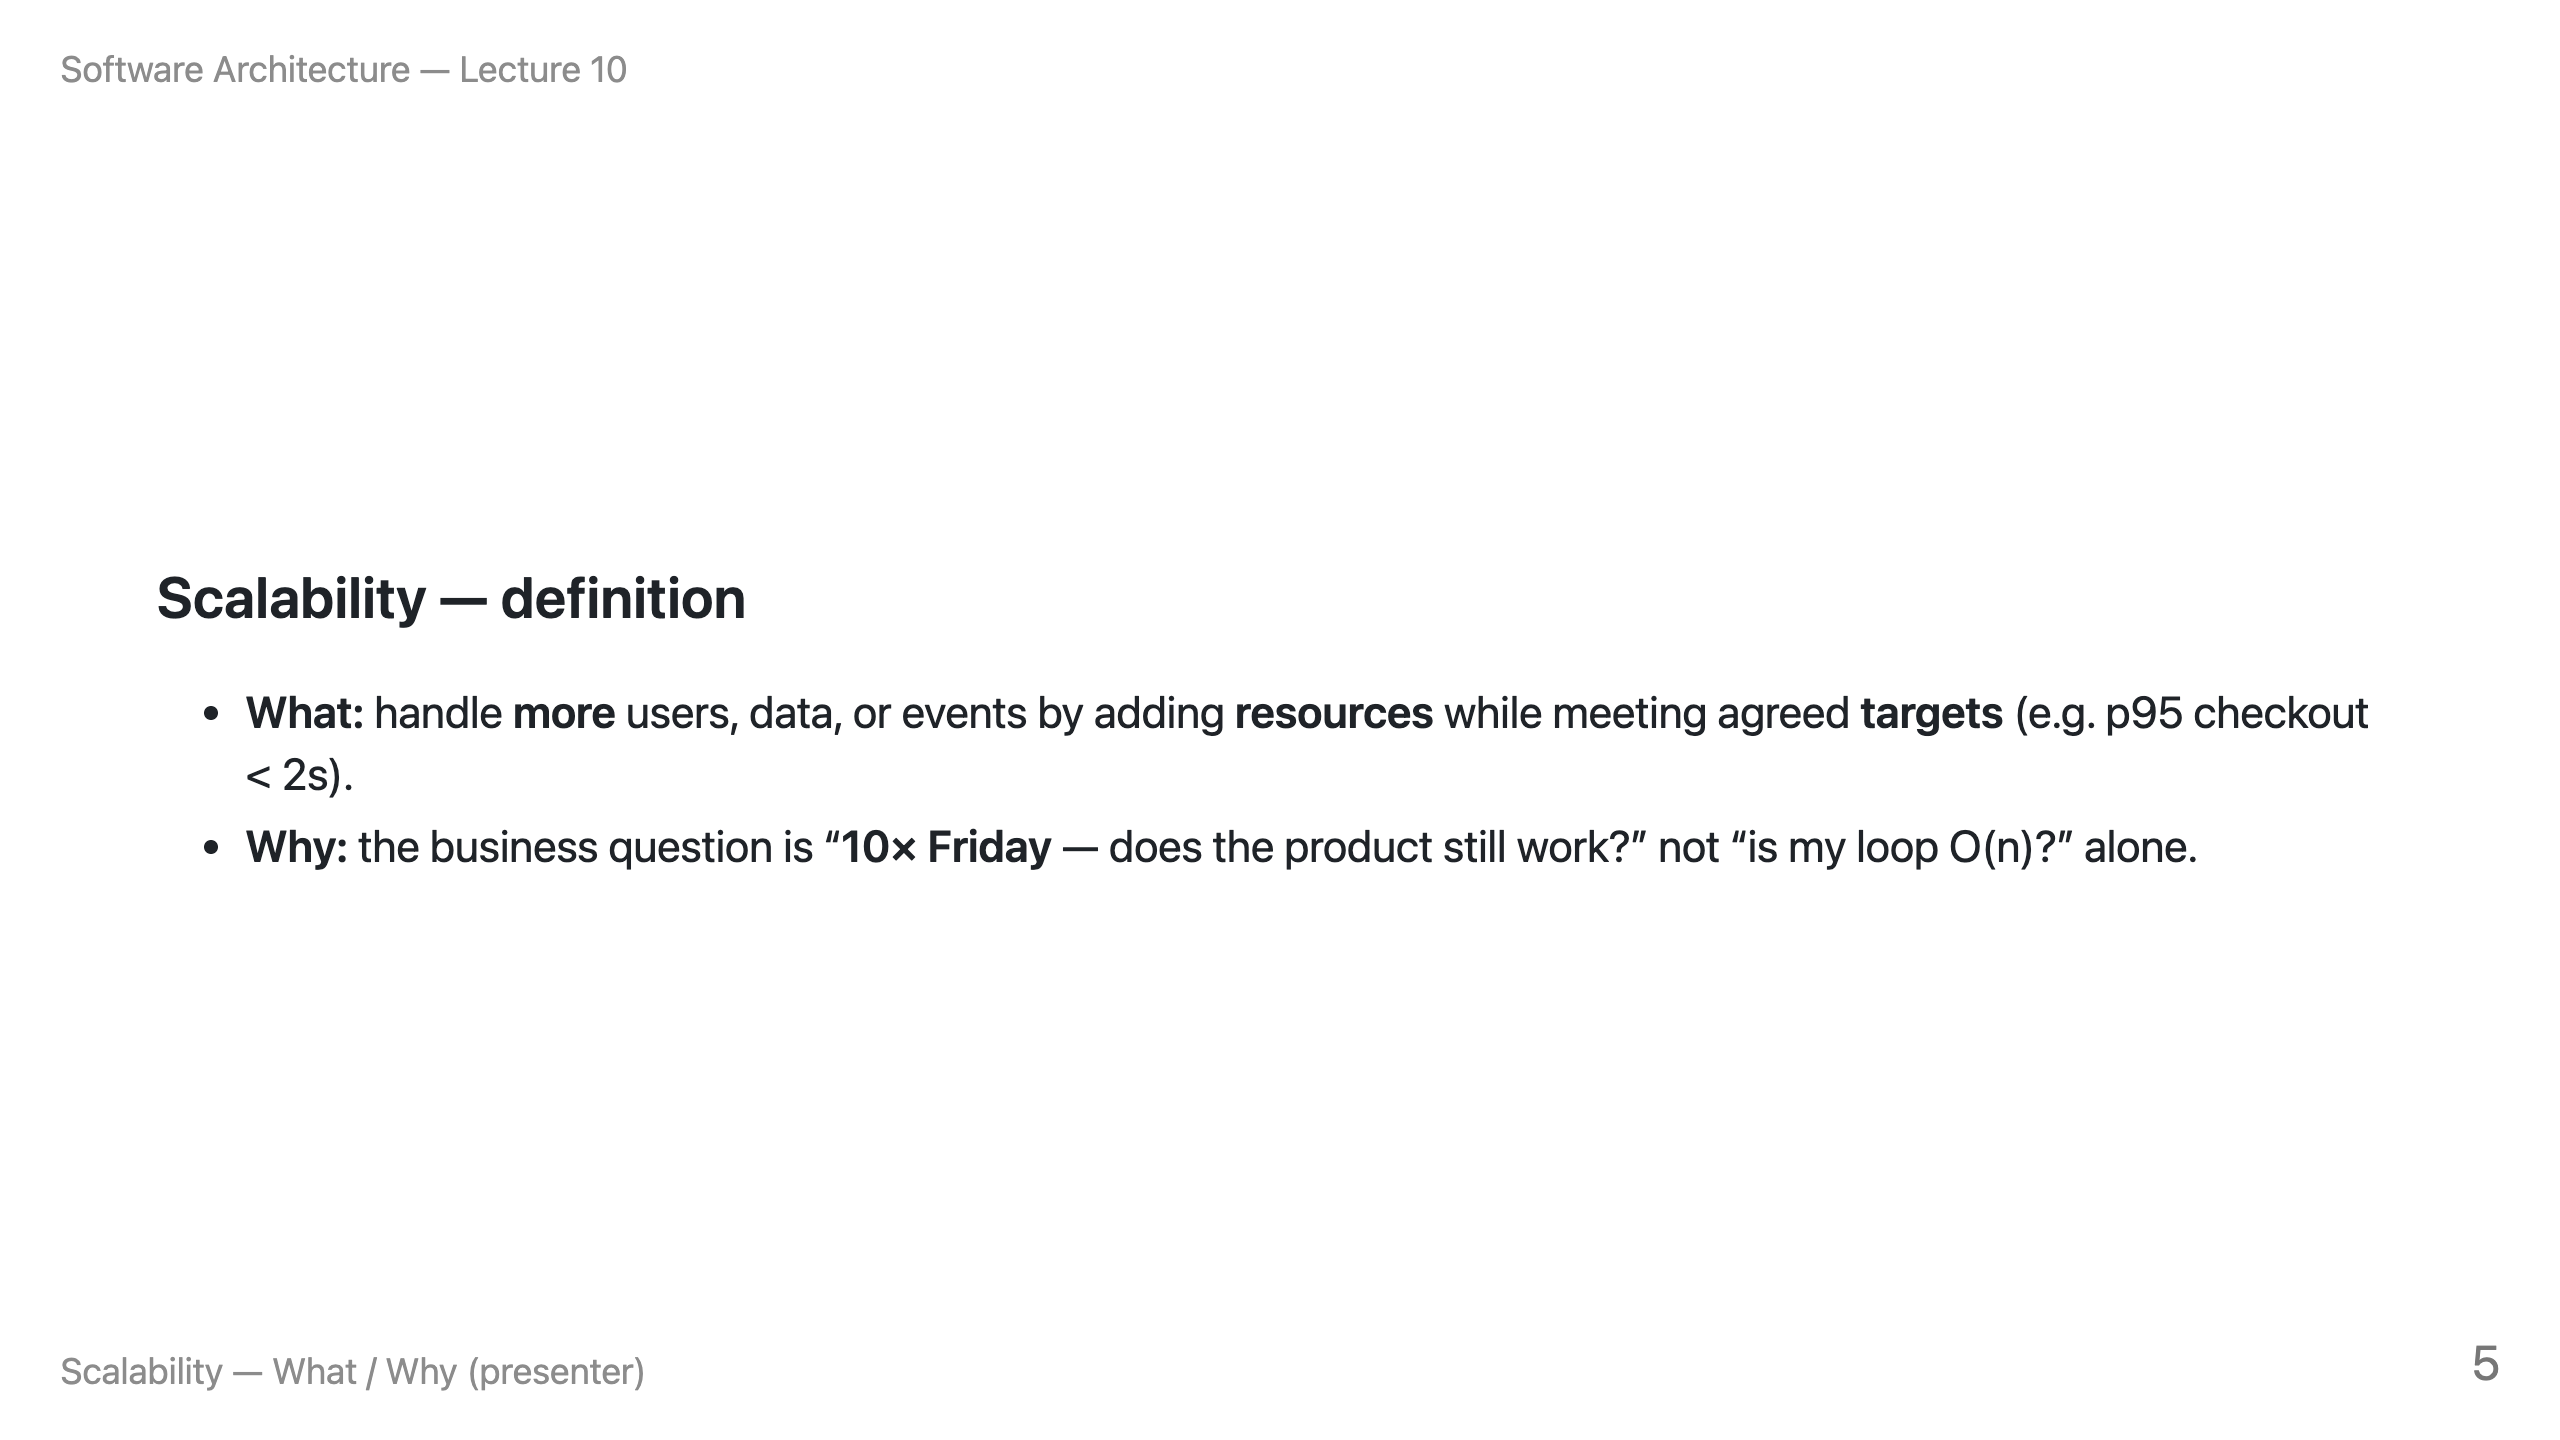 Software Architecture — Lecture 10
Scalability — definition
• What: handle more users, data, or events by adding resources while meeting agreed targets (e.g. p95 checkout
< 2s).
• Why: the business question is “10× Friday — does the product still work?” not “is my loop O(n)?” alone.
Scalability — What / Why (presenter)
5